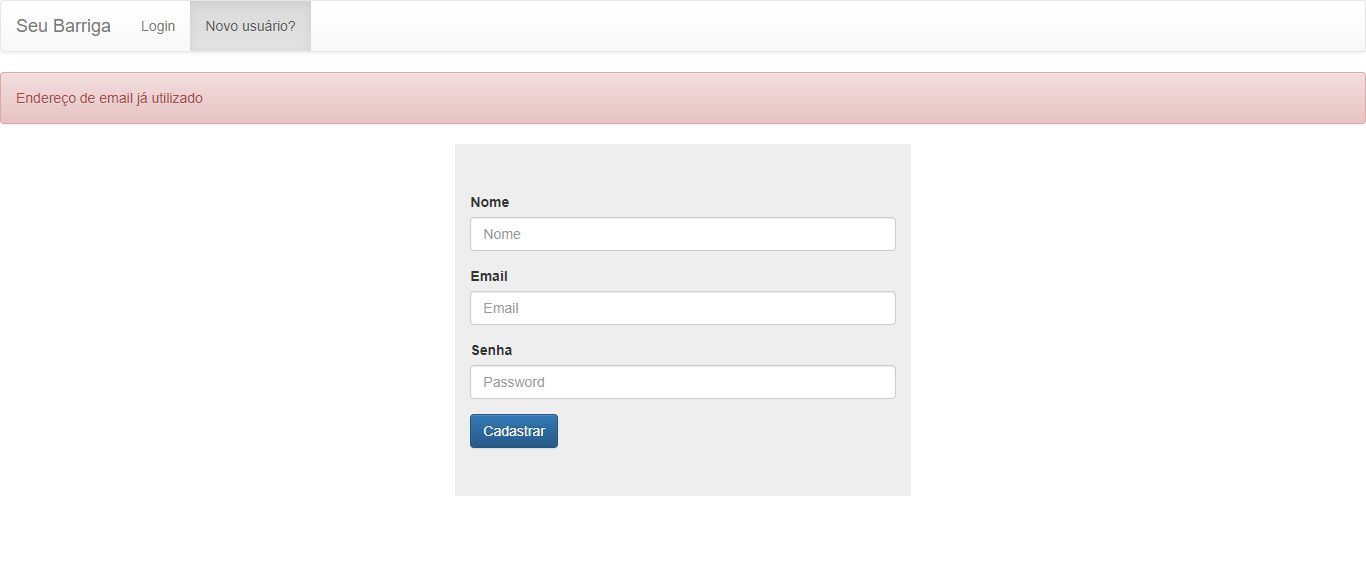 Seu Barriga Login Novo usuário?
Endereço de email já utilizado
Nome
Nome
Email
Email
Senha
Password
Cadastrar